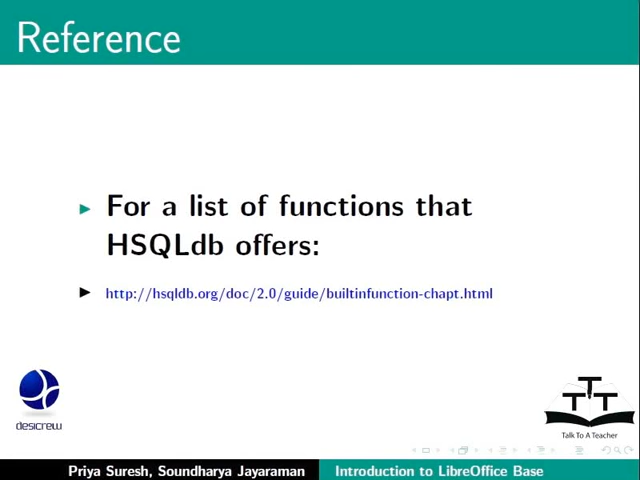 Reference
For a list of functions that
HSQLdb offers:
http://hsqldb.org/doc/2.0/guide/builtinfunction-chapt.html
desicrew
T T T
Talk To A Teacher
Priya Suresh, Soundharya Jayaraman Introduction to LibreOffice Base